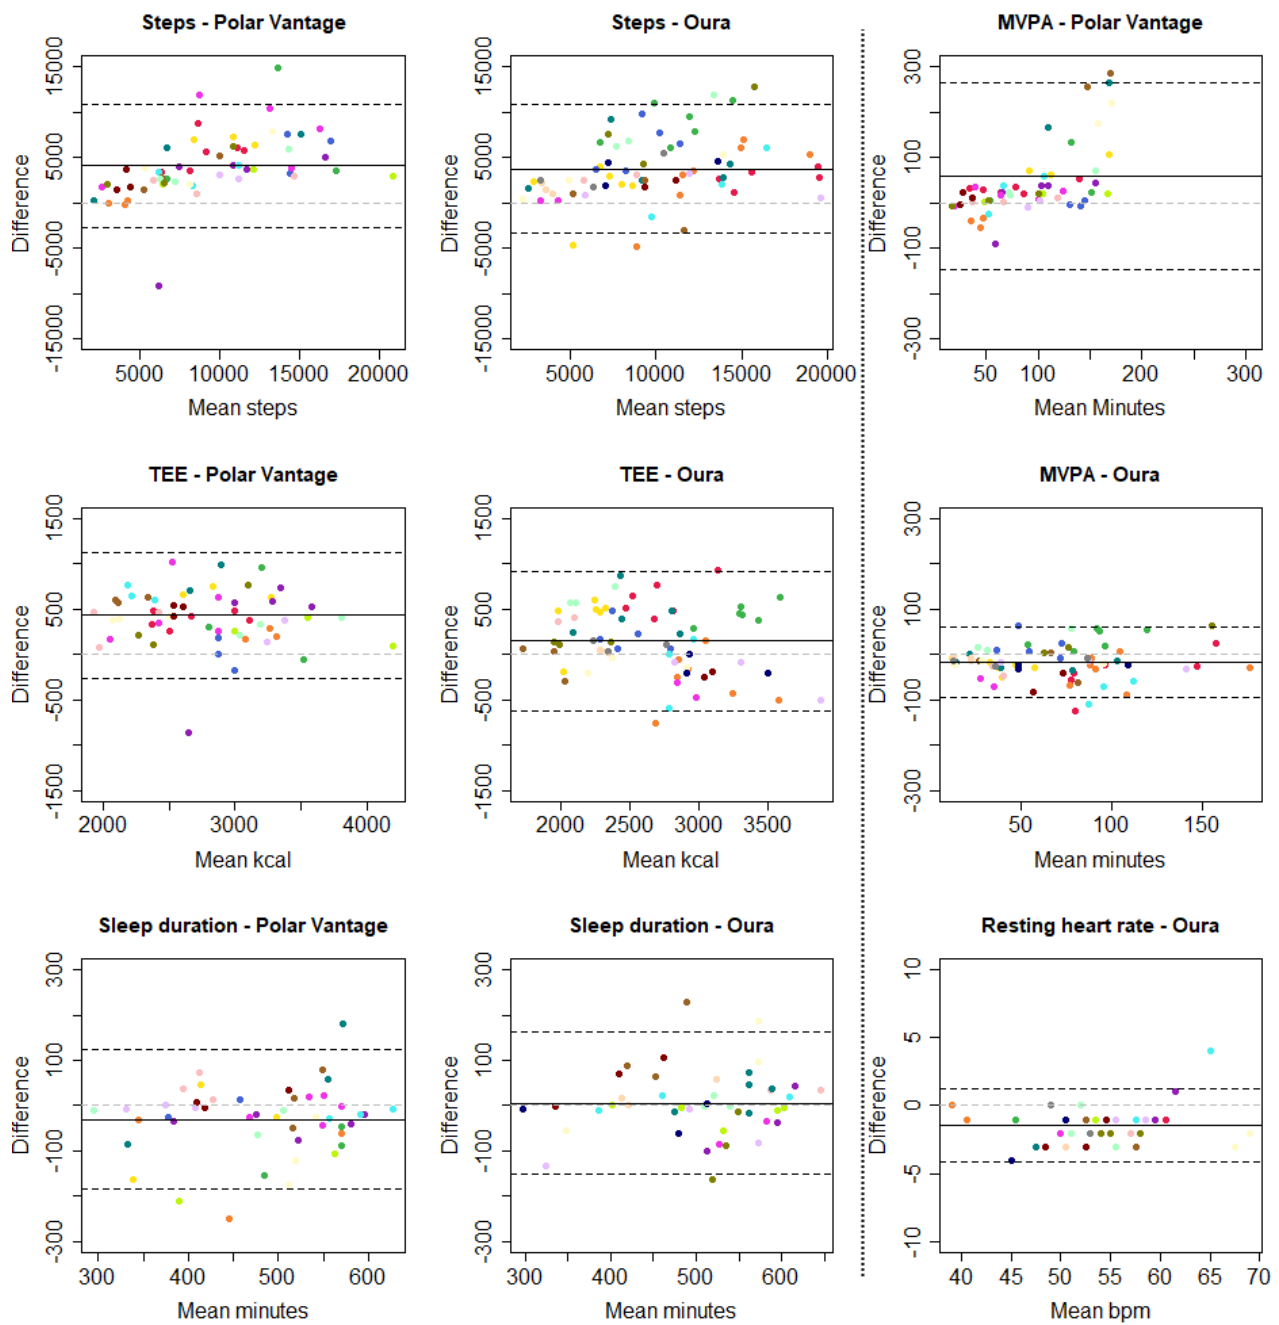 Steps - Polar Vantage
Difference
-15000 -5000 5000 15000
5000 10000 15000 20000
Mean steps
Steps - Oura
Difference
-15000 -5000 5000 15000
5000 10000 15000 20000
Mean steps
MVPA - Polar Vantage
Difference
-300 -100 100 300
50 100 200 300
Mean Minutes
TEE - Polar Vantage
Difference
-1500 -500 500 1500
2000 3000 4000
Mean kcal
TEE - Oura
Difference
-1500 -500 500 1500
2000 2500 3000 3500
Mean kcal
MVPA - Oura
Difference
-300 -100 100 300
50 100 150
Mean minutes
Sleep duration - Polar Vantage
Difference
-300 -100 100 300
300 400 500 600
Mean minutes
Sleep duration - Oura
Difference
-300 -100 100 300
300 400 500 600
Mean minutes
Resting heart rate - Oura
Difference
-10 -5 0 5 10
40 45 50 55 60 65 70
Mean bpm